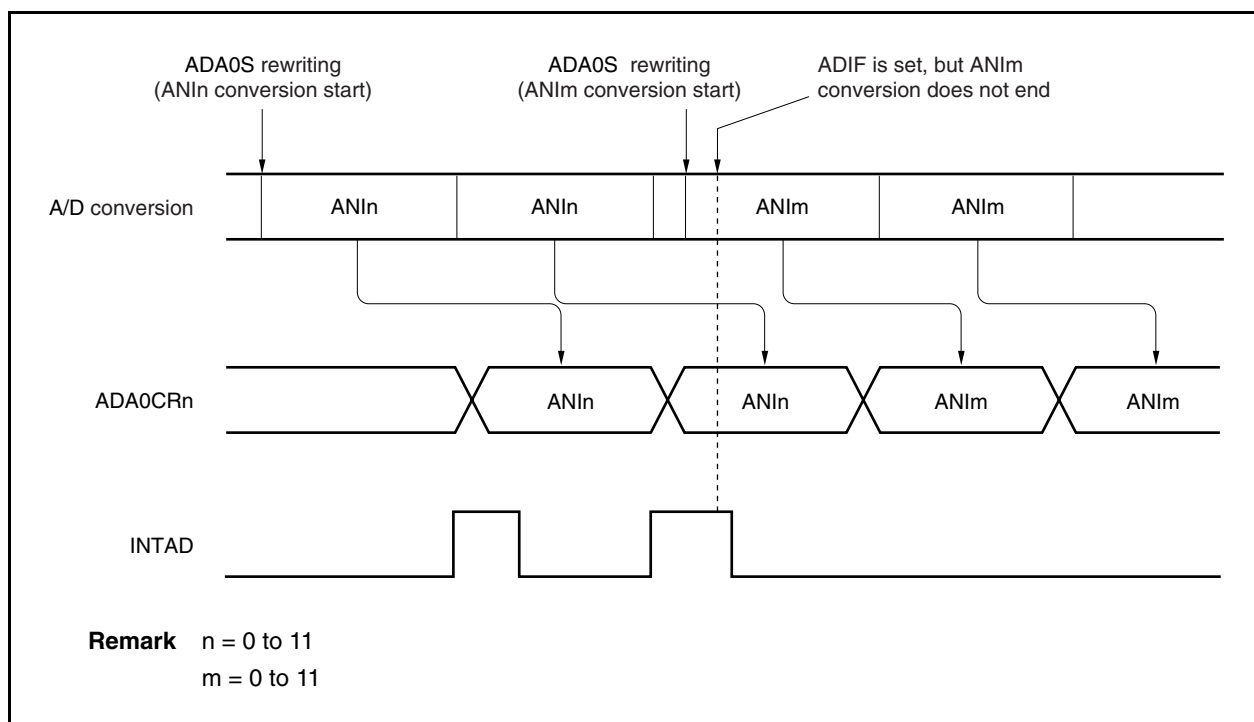 ADA0S rewriting
(ANIn conversion start)
ADA0S rewriting
(ANIm conversion start)
ADIF is set, but ANIm
conversion does not end
A/D conversion
ANIn
ANIn
ANIm
ANIm
ADA0CRn
ANIn
ANIn
ANIm
ANIm
INTAD
Remark n = 0 to 11
m = 0 to 11